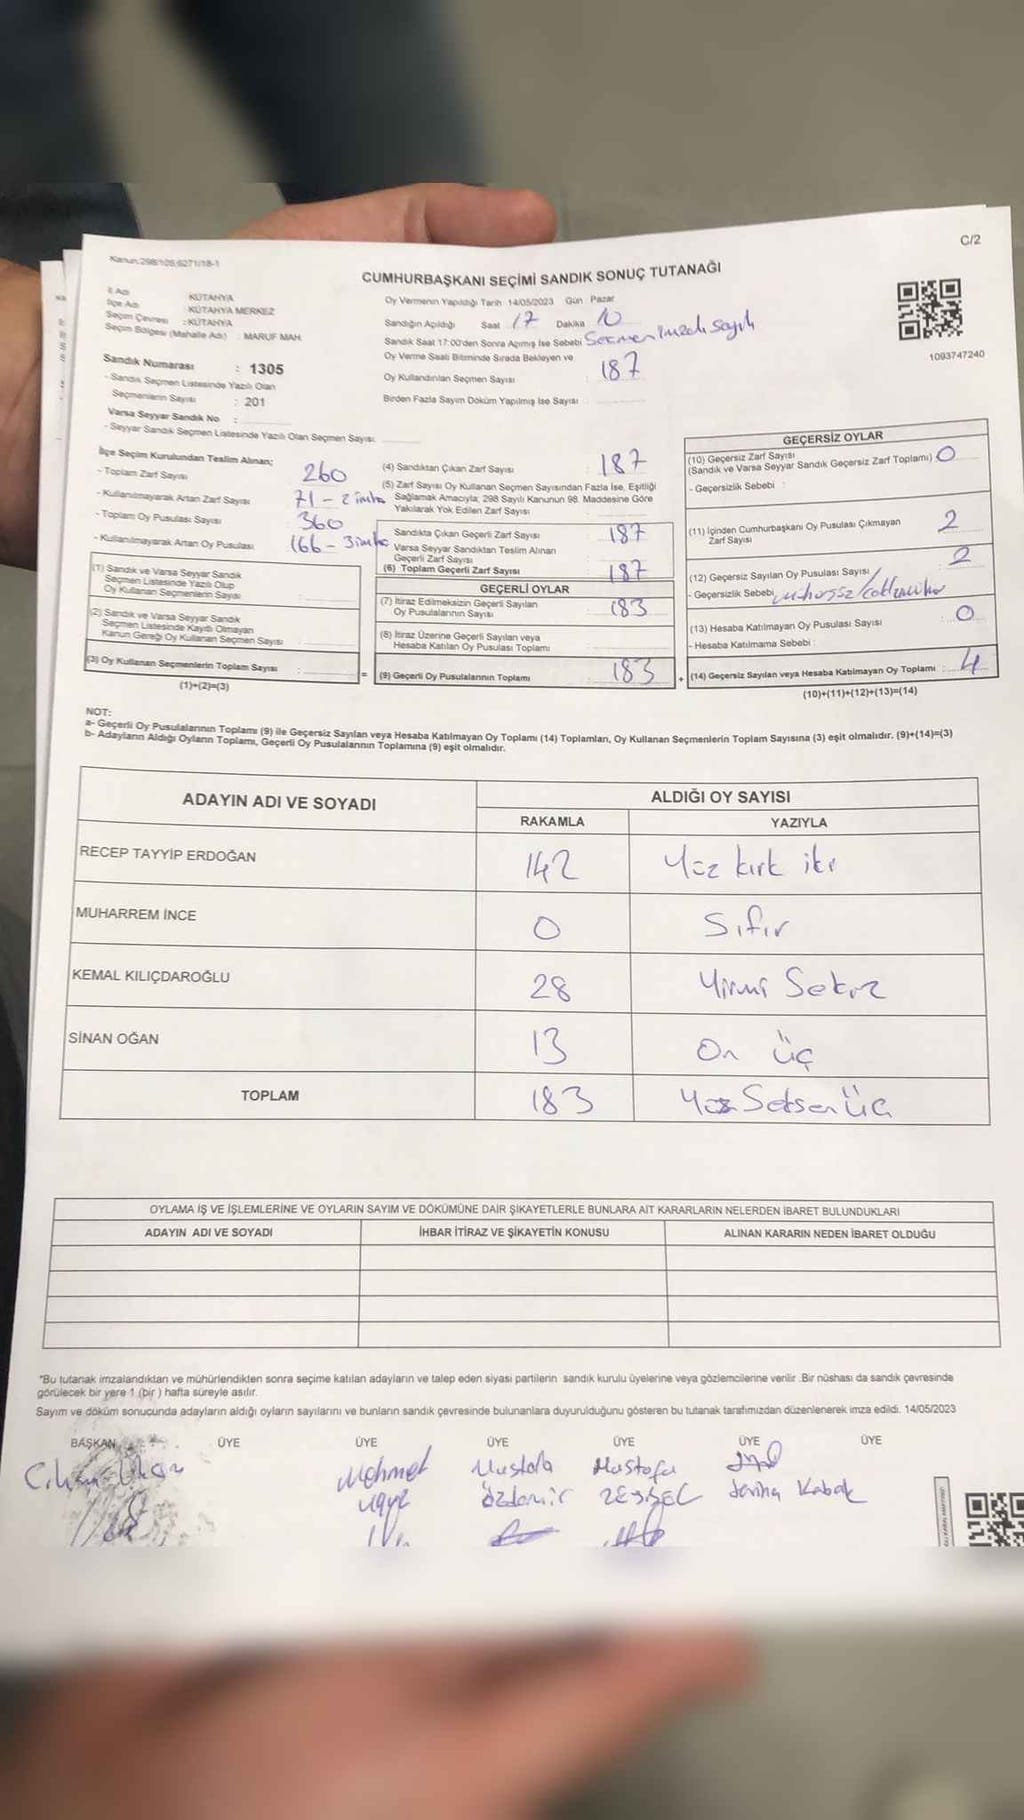 Kanun:298/105,6271/18-1
C/2
CUMHURBAŞKANI SEÇİMİ SANDIK SONUÇ TUTANAĞI
İl Adı : KÜTAHYA
İlçe Adı : KÜTAHYA MERKEZ
Seçim Çevresi : KÜTAHYA
Seçim Bölgesi (Mahalle Adı) : MARUF MAH.
Sandık Numarası : 1305
- Sandık Seçmen Listesinde Yazılı Olan
Seçmenlerin Sayısı : 201
Varsa Seyyar Sandık No :
- Seyyar Sandık Seçmen Listesinde Yazılı Olan Seçmen Sayısı:
Oy Vermenin Yapıldığı Tarih 14/05/2023 Gün Pazar
Sandığın Açıldığı Saat 17 Dakika 10
Sandık Saat 17:00'den Sonra Açılmış İse Sebebi Seçmen imzalı sayılı
Oy Verme Saati Bitiminde Sırada Bekleyen ve
Oy Kullandırılan Seçmen Sayısı : 187
Birden Fazla Sayım Döküm Yapılmış İse Sayısı :
1093747240
İlçe Seçim Kurulundan Teslim Alınan;
- Toplam Zarf Sayısı : 260
- Kullanılmayarak Artan Zarf Sayısı : 71 - 2 imha
- Toplam Oy Pusulası Sayısı : 360
- Kullanılmayarak Artan Oy Pusulası : 166 - 3 imha
(1) Sandık ve Varsa Seyyar Sandık
Seçmen Listesinde Yazılı Olup
Oy Kullanan Seçmenlerin Sayısı :
(2) Sandık ve Varsa Seyyar Sandık
Seçmen Listesinde Kayıtlı Olmayan
Kanun Gereği Oy Kullanan Seçmen Sayısı :
(3) Oy Kullanan Seçmenlerin Toplam Sayısı :
(1)+(2)=(3)
(4) Sandıktan Çıkan Zarf Sayısı : 187
(5) Zarf Sayısı Oy Kullanan Seçmen Sayısından Fazla İse, Eşitliği
Sağlamak Amacıyla; 298 Sayılı Kanunun 98. Maddesine Göre
Yakılarak Yok Edilen Zarf Sayısı :
Sandıkta Çıkan Geçerli Zarf Sayısı : 187
Varsa Seyyar Sandıktan Teslim Alınan
Geçerli Zarf Sayısı :
(6) Toplam Geçerli Zarf Sayısı : 187
GEÇERLİ OYLAR
(7) İtiraz Edilmeksizin Geçerli Sayılan
Oy Pusulalarının Sayısı : 183
(8) İtiraz Üzerine Geçerli Sayılan veya
Hesaba Katılan Oy Pusulası Toplamı :
= (9) Geçerli Oy Pusulalarının Toplamı : 183
GEÇERSİZ OYLAR
(10) Geçersiz Zarf Sayısı
(Sandık ve Varsa Seyyar Sandık Geçersiz Zarf Toplamı) : 0
- Geçersizlik Sebebi :
(11) İçinden Cumhurbaşkanı Oy Pusulası Çıkmayan
Zarf Sayısı : 2
(12) Geçersiz Sayılan Oy Pusulası Sayısı : 2
- Geçersizlik Sebebi
(13) Hesaba Katılmayan Oy Pusulası Sayısı : 0
- Hesaba Katılmama Sebebi :
+ (14) Geçersiz Sayılan veya Hesaba Katılmayan Oy Toplamı : 4
(10)+(11)+(12)+(13)=(14)
NOT:
a- Geçerli Oy Pusulalarının Toplamı (9) ile Geçersiz Sayılan veya Hesaba Katılmayan Oy Toplamı (14) Toplamları, Oy Kullanan Seçmenlerin Toplam Sayısına (3) eşit olmalıdır. (9)+(14)=(3)
b- Adayların Aldığı Oyların Toplamı, Geçerli Oy Pusulalarının Toplamına (9) eşit olmalıdır.
ADAYIN ADI VE SOYADI ALDIĞI OY SAYISI
RAKAMLA YAZIYLA
RECEP TAYYİP ERDOĞAN 142 Yüz kırk iki
MUHARREM İNCE 0 Sıfır
KEMAL KILIÇDAROĞLU 28 Yirmi Sekiz
SİNAN OĞAN 13 On üç
TOPLAM 183 Yüz Seksen üç
OYLAMA İŞ VE İŞLEMLERİNE VE OYLARIN SAYIM VE DÖKÜMÜNE DAİR ŞİKAYETLERLE BUNLARA AİT KARARLARIN NELERDEN İBARET BULUNDUKLARI
ADAYIN ADI VE SOYADI İHBAR İTİRAZ VE ŞİKAYETİN KONUSU ALINAN KARARIN NEDEN İBARET OLDUĞU
"Bu tutanak imzalandıktan ve mühürlendikten sonra seçime katılan adayların ve talep eden siyasi partilerin sandık kurulu üyelerine veya gözlemcilerine verilir .Bir nüshası da sandık çevresinde
görülecek bir yere 1 (bir ) hafta süreyle asılır.
Sayım ve döküm sonucunda adayların aldığı oyların sayılarını ve bunların sandık çevresinde bulunanlara duyurulduğunu gösteren bu tutanak tarafımızdan düzenlenerek imza edildi. 14/05/2023
BAŞKAN ÜYE ÜYE ÜYE ÜYE ÜYE ÜYE
Mehmet Mustafa Mustafa
Özdemir Kabak